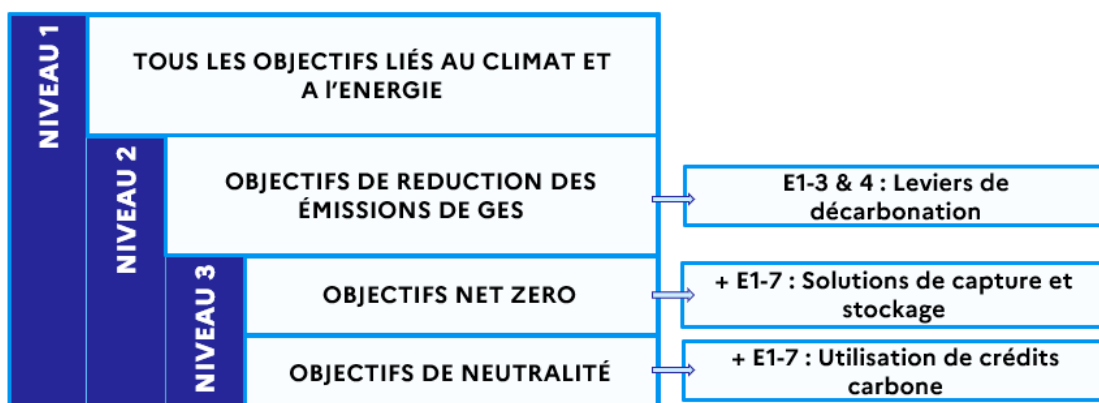 NIVEAU 1
TOUS LES OBJECTIFS LIÉS AU CLIMAT ET
A l'ENERGIE
NIVEAU 2
OBJECTIFS DE REDUCTION DES
ÉMISSIONS DE GES
E1-3 & 4 : Leviers de
décarbonation
NIVEAU 3
OBJECTIFS NET ZERO
+ E1-7 : Solutions de capture et
stockage
OBJECTIFS DE NEUTRALITÉ
+ E1-7 : Utilisation de crédits
carbone